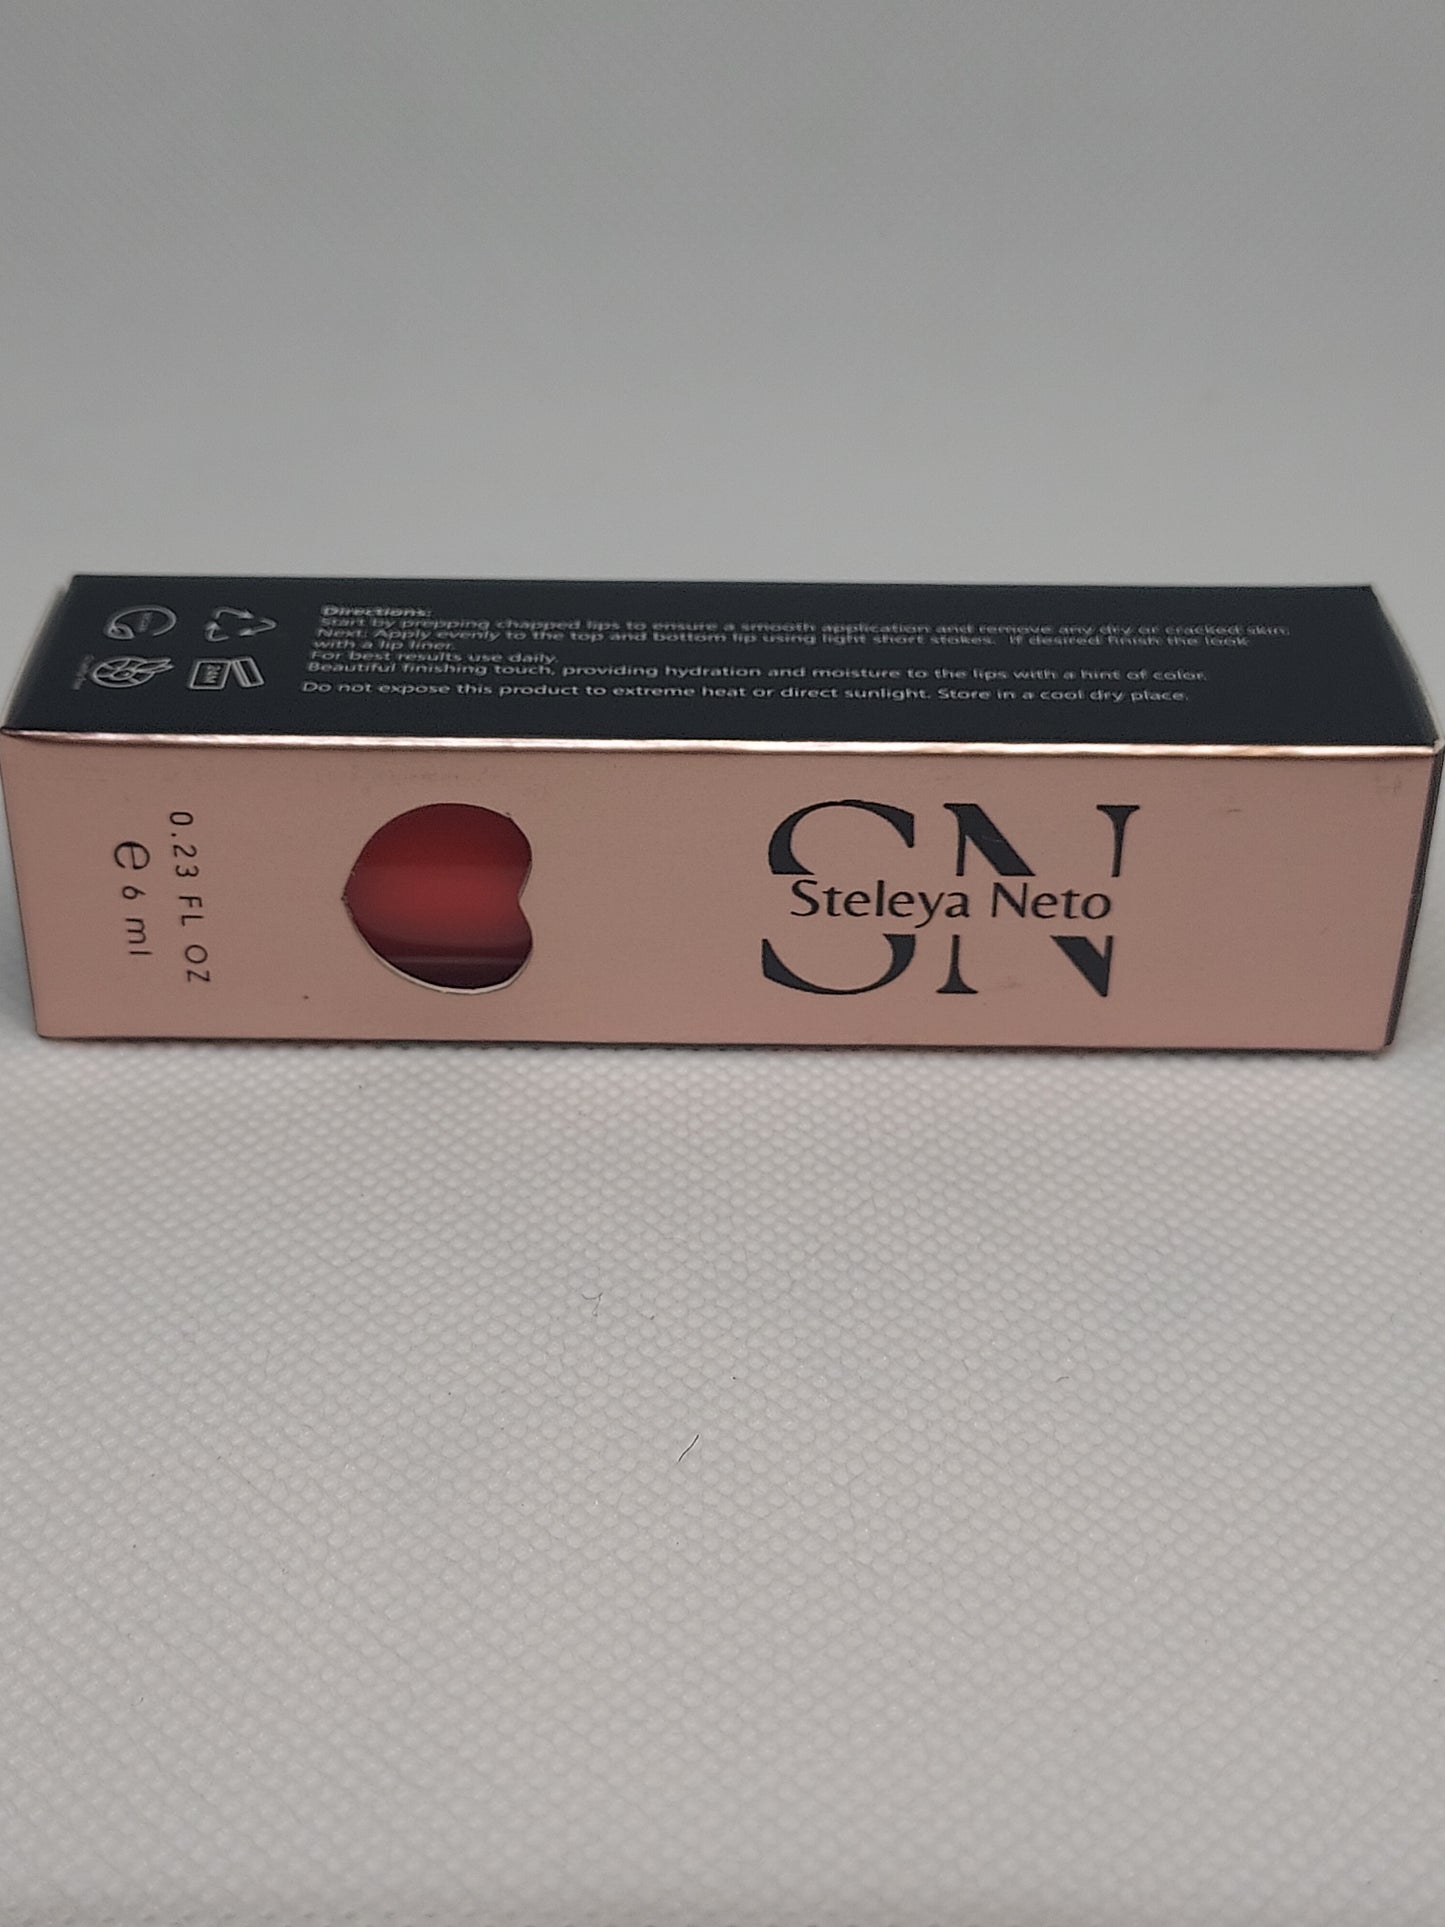 Directions:
Start by prepping chapped lips to ensure a smooth application and remove any dry or cracked skin.
Next: Apply evenly to the top and bottom lip using light short stokes. If desired finish the look
with a lip liner.
For best results use daily.
Beautiful finishing touch, providing hydration and moisture to the lips with a hint of color.
Do not expose this product to extreme heat or direct sunlight. Store in a cool dry place.
24M
0.23 FL OZ
e 6 ml
SN
Steleya Neto